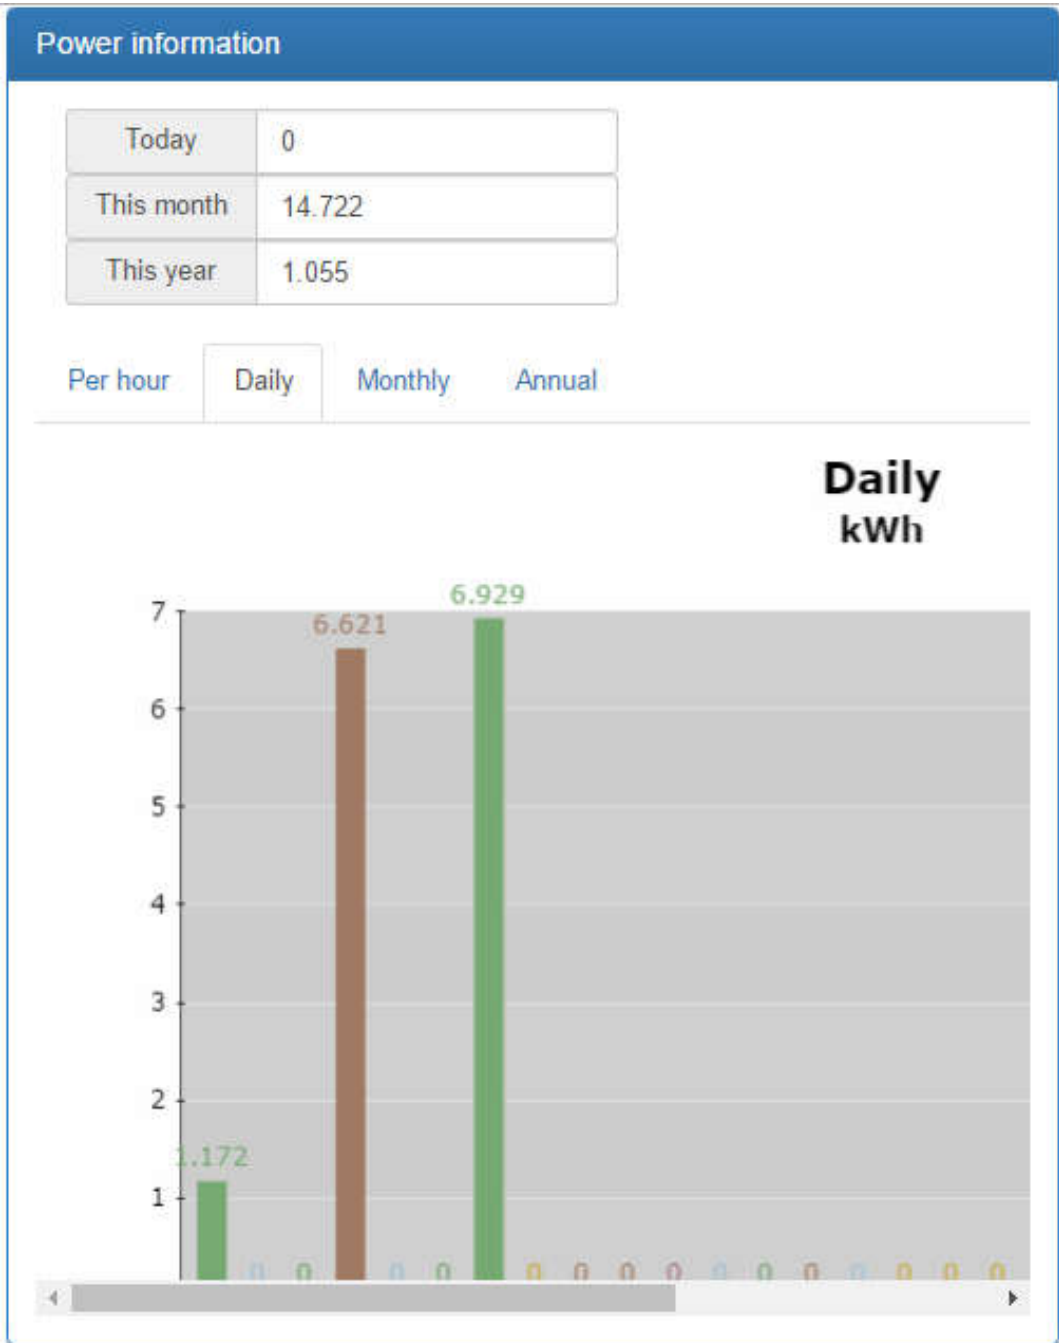 Power information
Today 0
This month 14.722
This year 1.055
Per hour Daily Monthly Annual
Daily
kWh
6.929
7
6.621
6
5
4
3
2
1.172
1
0 0 0 0 0 0 0 0 0 0 0 0 0 0 0